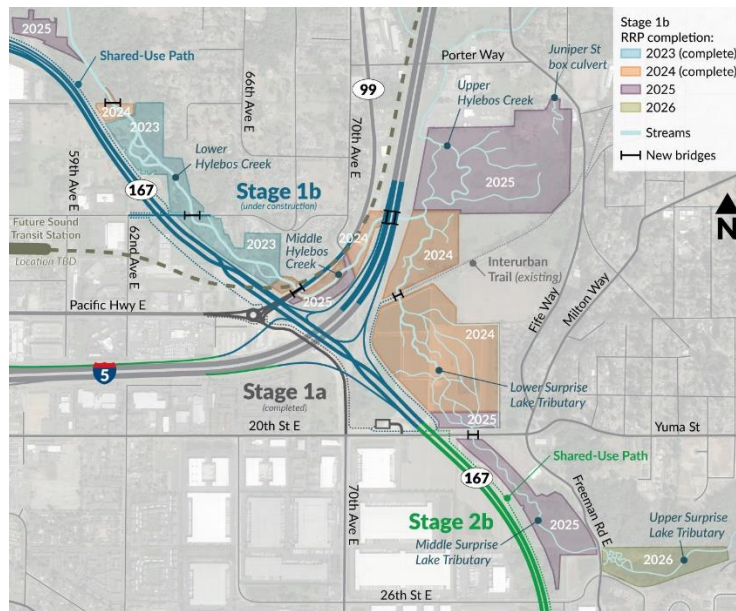 2025
Shared-Use Path
66th Ave E
99
Porter Way
Juniper St
box culvert
Stage 1b
RRP completion:
2023 (complete)
2024 (complete)
2025
2026
Streams
New bridges
N
2024
2023
70th Ave E
Upper
Hylebos Creek
Lower
Hylebos Creek
59th Ave E
167
Stage 1b
(under construction)
2025
62nd Ave E
Future Sound
Transit Station
Location TBD
2023
Middle
Hylebos
Creek
2024
2024
Interurban
Trail (existing)
Fife Way
Milton Way
2025
Pacific Hwy E
2024
5
Stage 1a
(completed)
Lower Surprise
Lake Tributary
20th St E
2025
Yuma St
167
Shared-Use Path
70th Ave E
Stage 2b
2025
Freeman Rd E
Middle Surprise
Lake Tributary
Upper Surprise
Lake Tributary
2026
26th St E